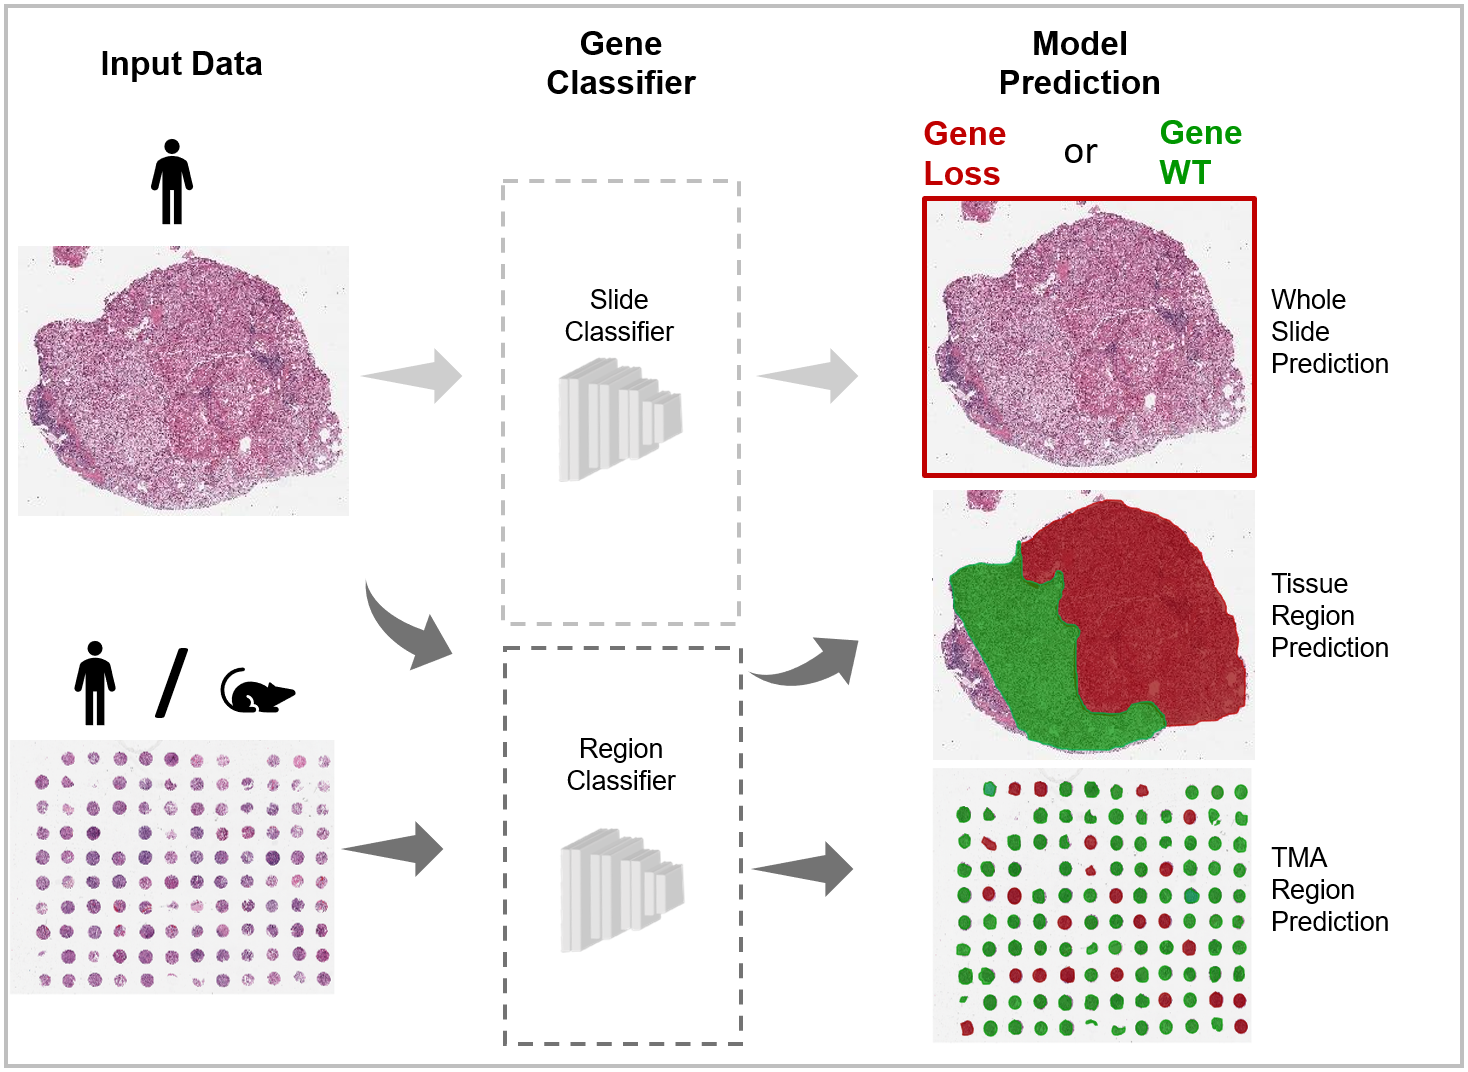 Input Data
Gene
Classifier
Model
Prediction
Gene
Loss
or
Gene
WT
Slide
Classifier
Whole
Slide
Prediction
Tissue
Region
Prediction
Region
Classifier
TMA
Region
Prediction